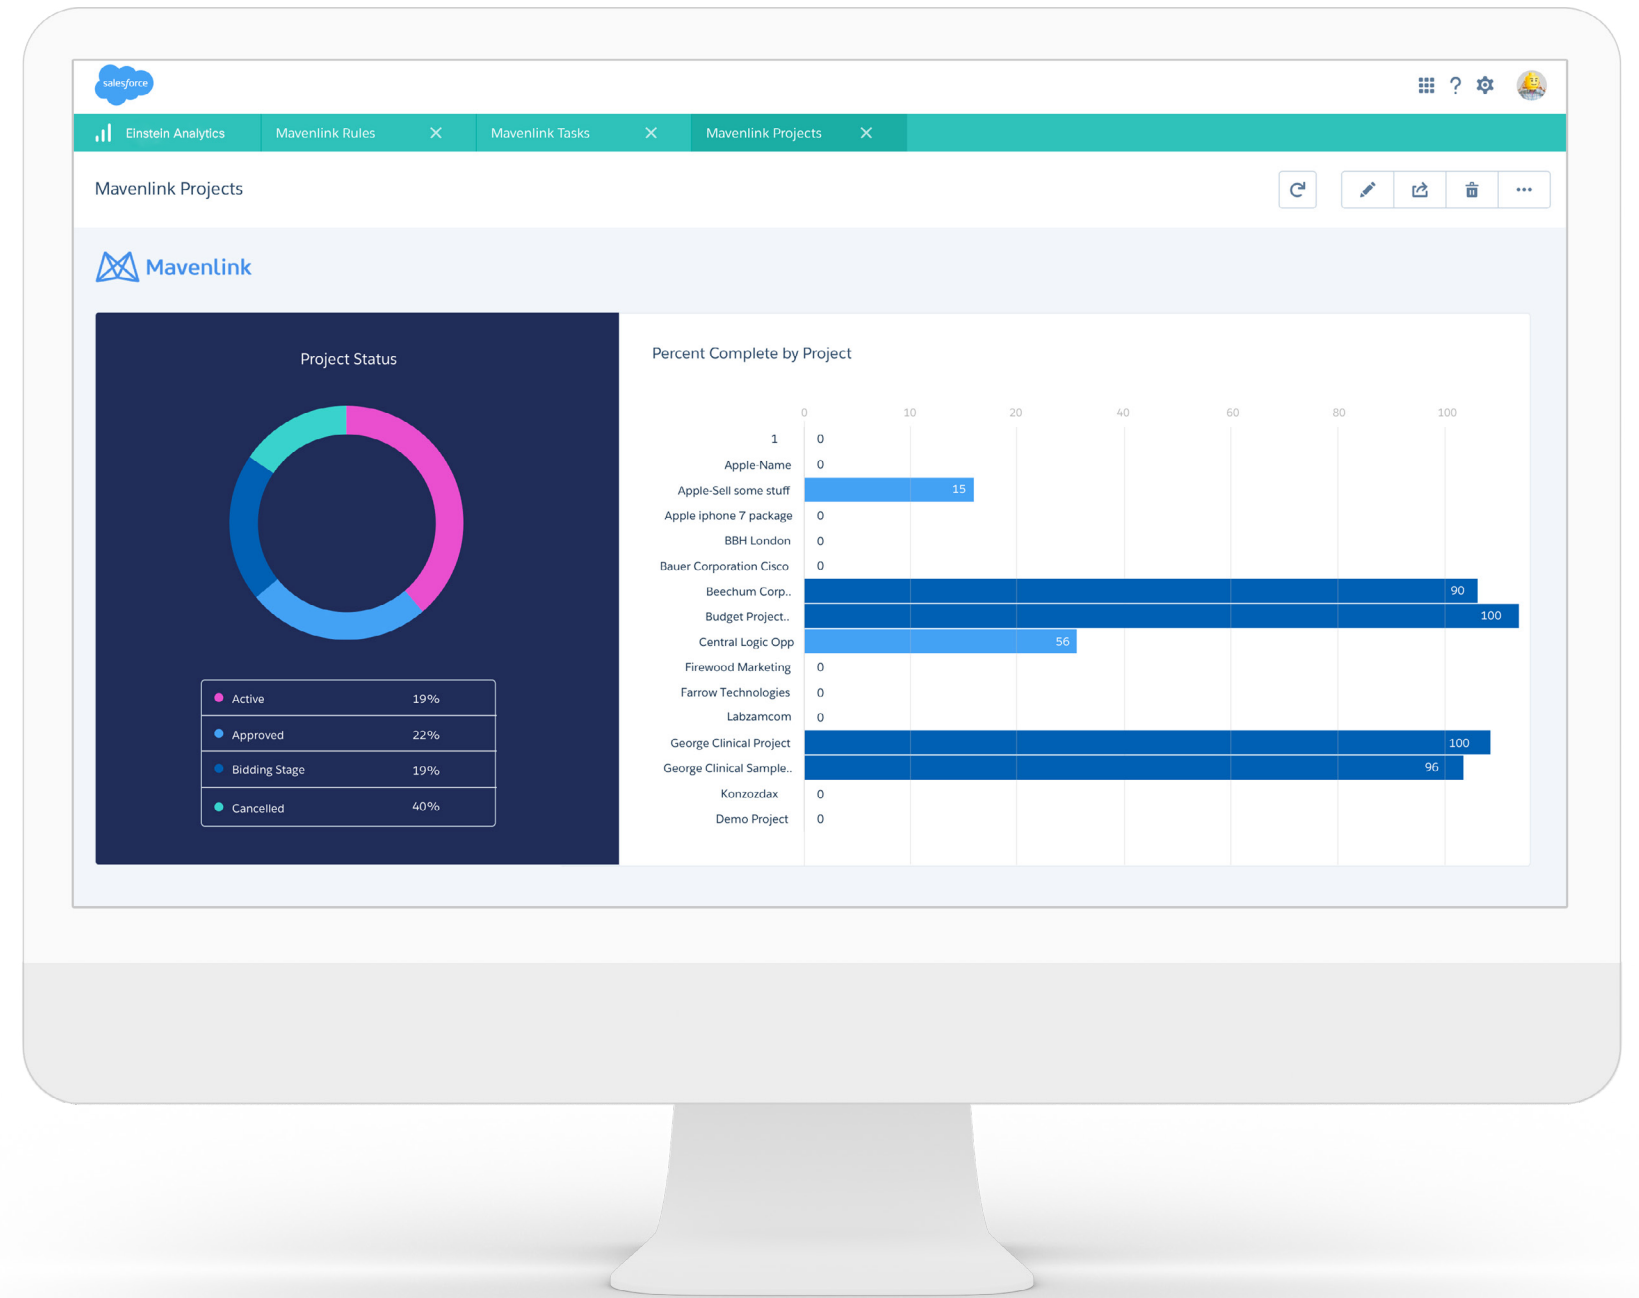 salesforce
Einstein Analytics
Mavenlink Rules
Mavenlink Tasks
Mavenlink Projects
Mavenlink Projects
Mavenlink
Project Status
Active 19%
Approved 22%
Bidding Stage 19%
Cancelled 40%
Percent Complete by Project
0 10 20 40 60 80 100
1 0
Apple-Name 0
Apple-Sell some stuff 15
Apple iphone 7 package 0
BBH London 0
Bauer Corporation Cisco 0
Beechum Corp.. 90
Budget Project.. 100
Central Logic Opp 56
Firewood Marketing 0
Farrow Technologies 0
Labzamcom 0
George Clinical Project 100
George Clinical Sample.. 96
Konzozdax 0
Demo Project 0